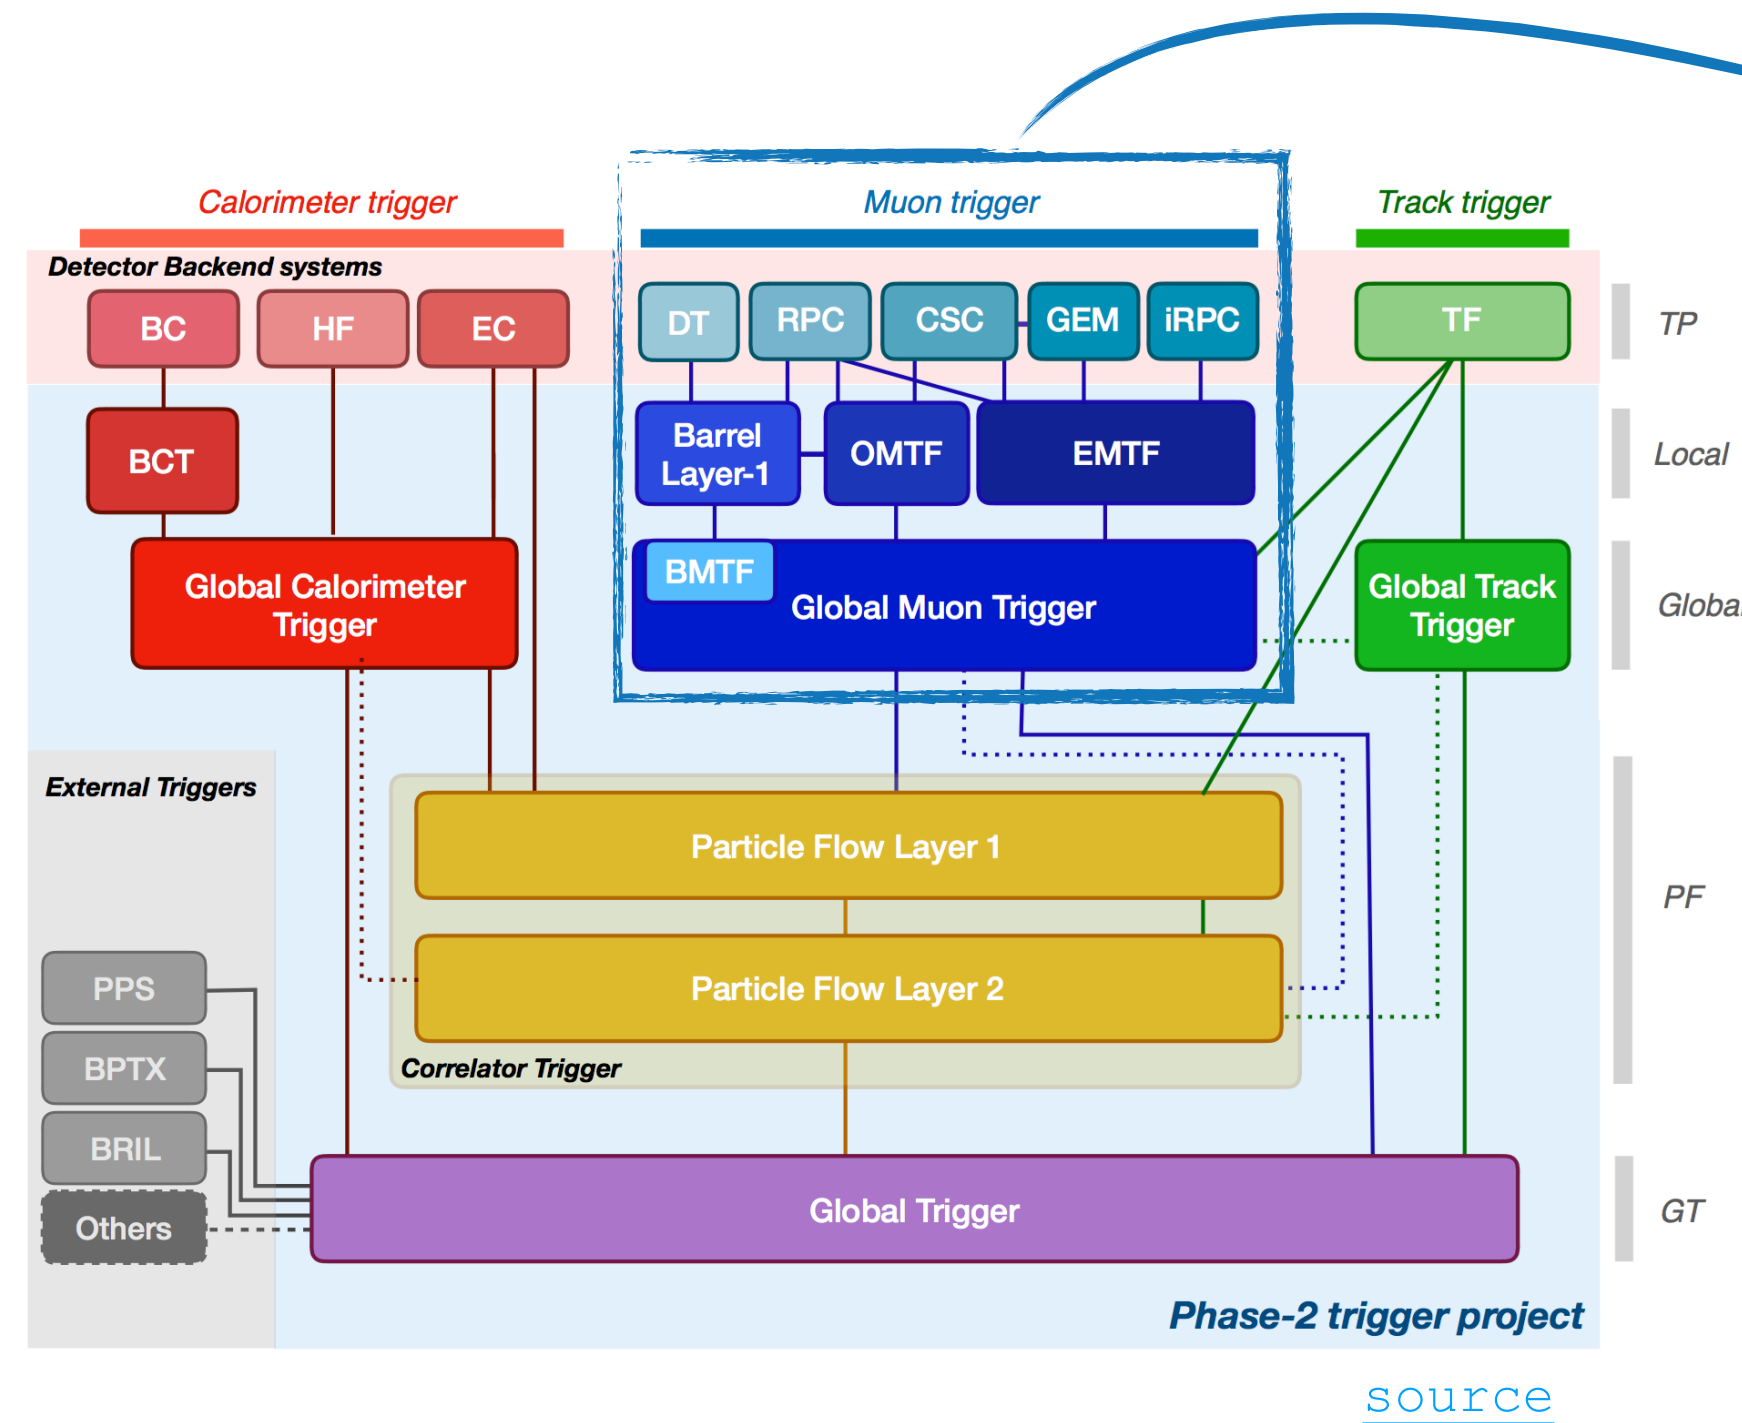 Calorimeter trigger
Muon trigger
Track trigger
Detector Backend systems
BC
HF
EC
DT
RPC
CSC
GEM
iRPC
TF
TP
BCT
Barrel
Layer-1
OMTF
EMTF
Local
Global Calorimeter
Trigger
BMTF
Global Muon Trigger
Global Track
Trigger
Global
External Triggers
Particle Flow Layer 1
PF
Particle Flow Layer 2
Correlator Trigger
PPS
BPTX
BRIL
Others
Global Trigger
GT
Phase-2 trigger project
source